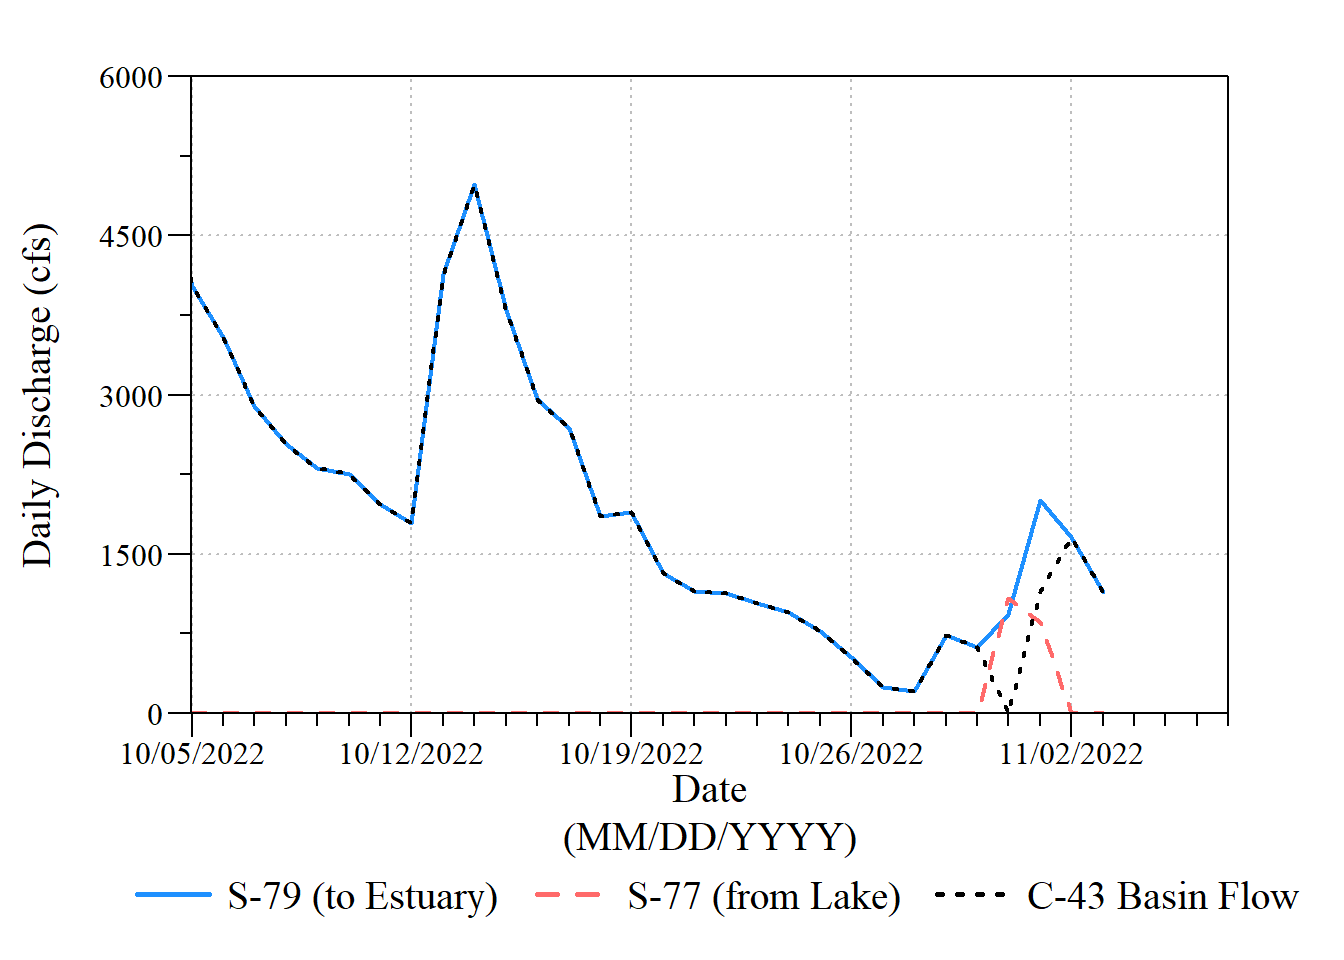 6000
4500
3000
1500
0
Daily Discharge (cfs)
10/05/2022 10/12/2022 10/19/2022 10/26/2022 11/02/2022
Date
(MM/DD/YYYY)
S-79 (to Estuary) S-77 (from Lake) C-43 Basin Flow